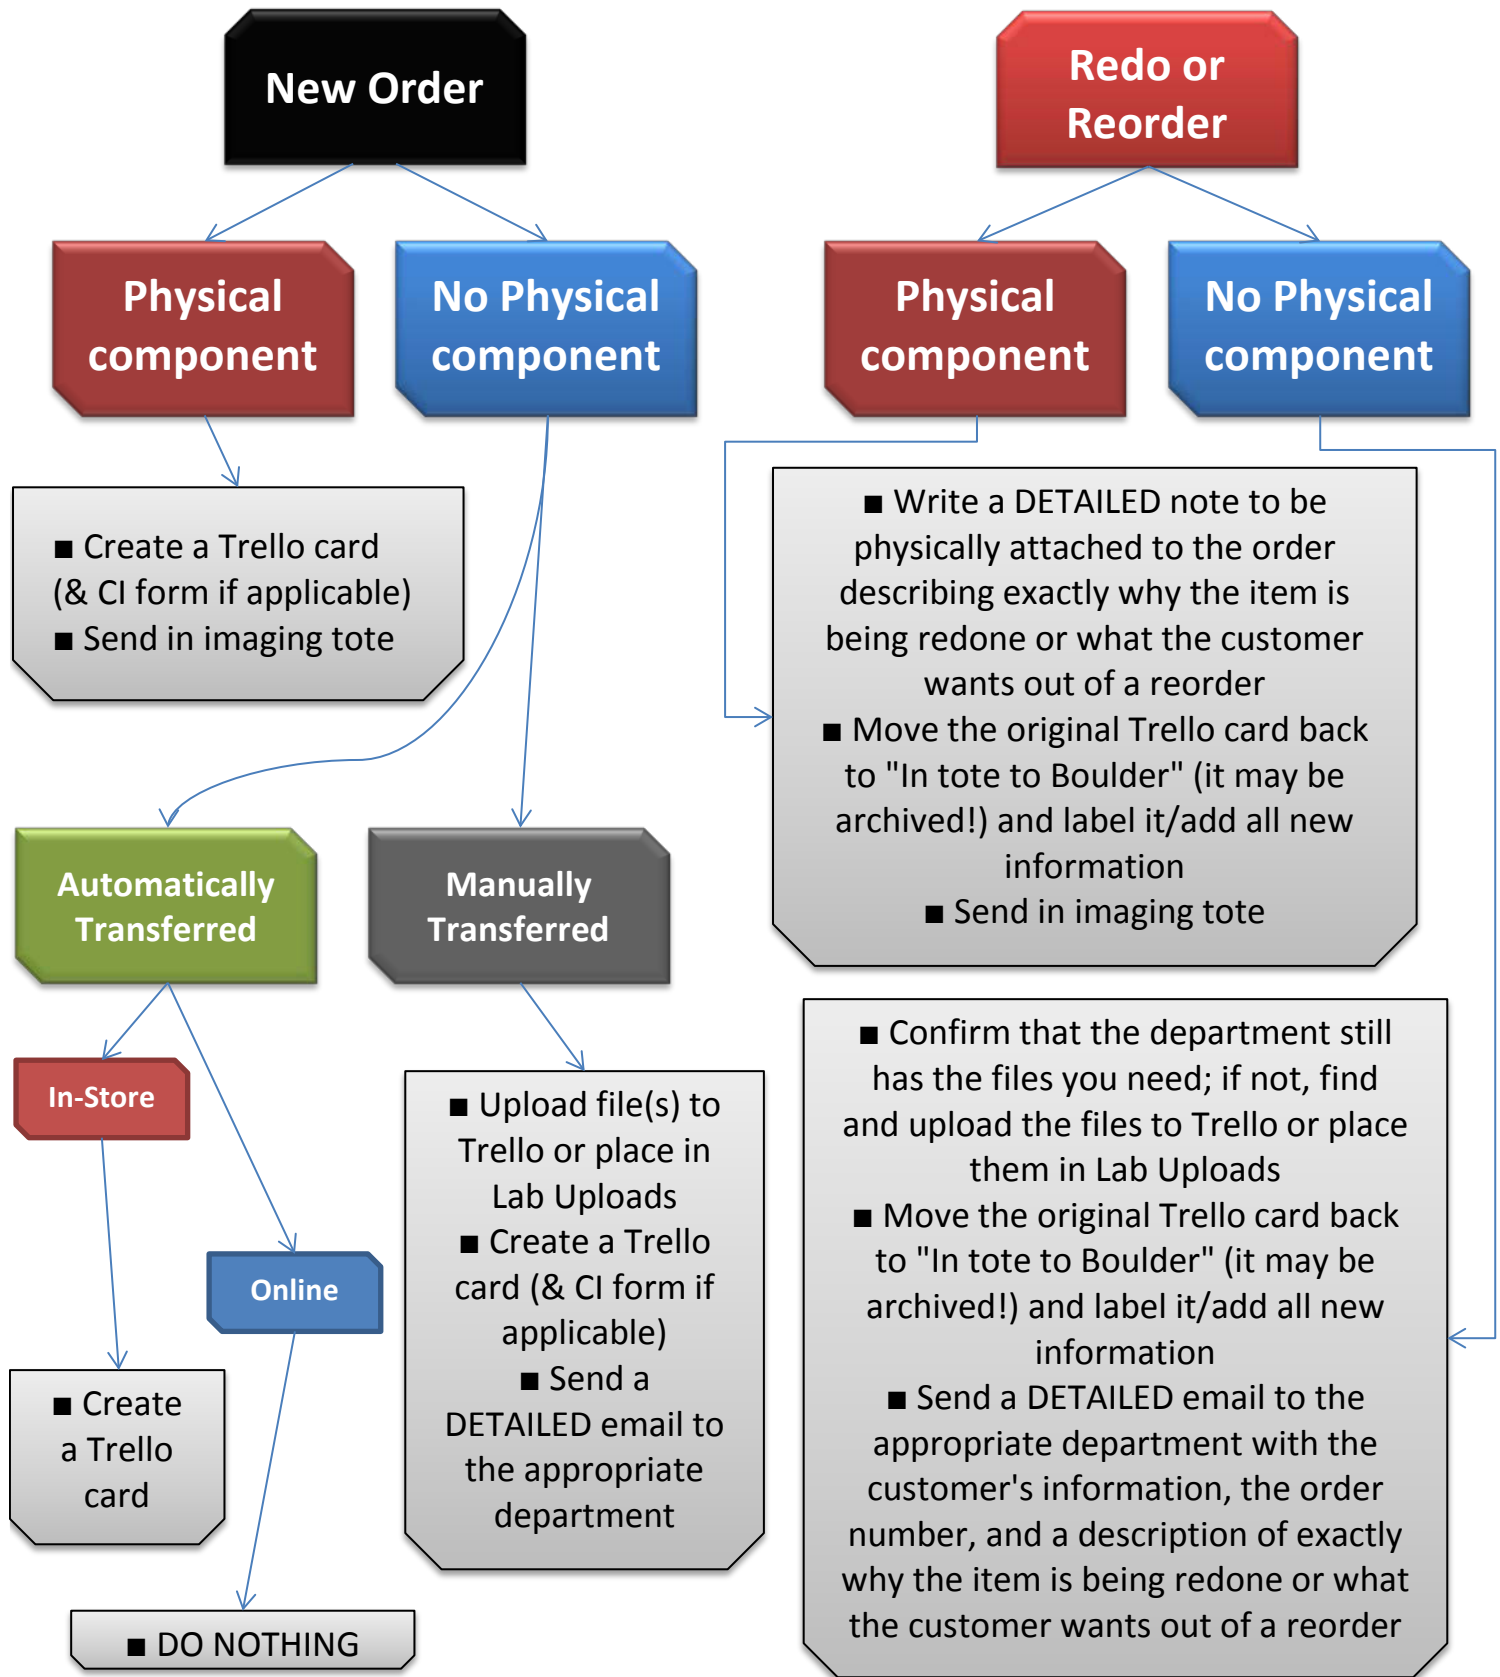 New Order
Redo or
Reorder
Physical
component
No Physical
component
Physical
component
No Physical
component
■ Create a Trello card
(& CI form if applicable)
■ Send in imaging tote
■ Write a DETAILED note to be
physically attached to the order
describing exactly why the item is
being redone or what the customer
wants out of a reorder
■ Move the original Trello card back
to "In tote to Boulder" (it may be
archived!) and label it/add all new
information
■ Send in imaging tote
Automatically
Transferred
Manually
Transferred
In-Store
Online
■ Create
a Trello
card
■ DO NOTHING
■ Upload file(s) to
Trello or place in
Lab Uploads
■ Create a Trello
card (& CI form if
applicable)
■ Send a
DETAILED email to
the appropriate
department
■ Confirm that the department still
has the files you need; if not, find
and upload the files to Trello or place
them in Lab Uploads
■ Move the original Trello card back
to "In tote to Boulder" (it may be
archived!) and label it/add all new
information
■ Send a DETAILED email to the
appropriate department with the
customer's information, the order
number, and a description of exactly
why the item is being redone or what
the customer wants out of a reorder